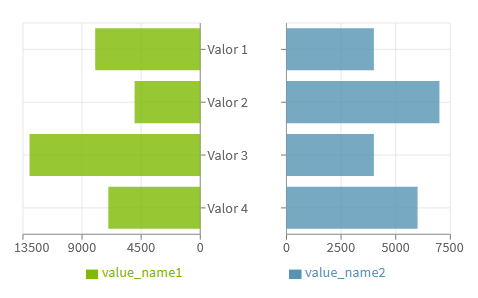 Valor 1
Valor 2
Valor 3
Valor 4
13500 9000 4500 0
0 2500 5000 7500
value_name1
value_name2